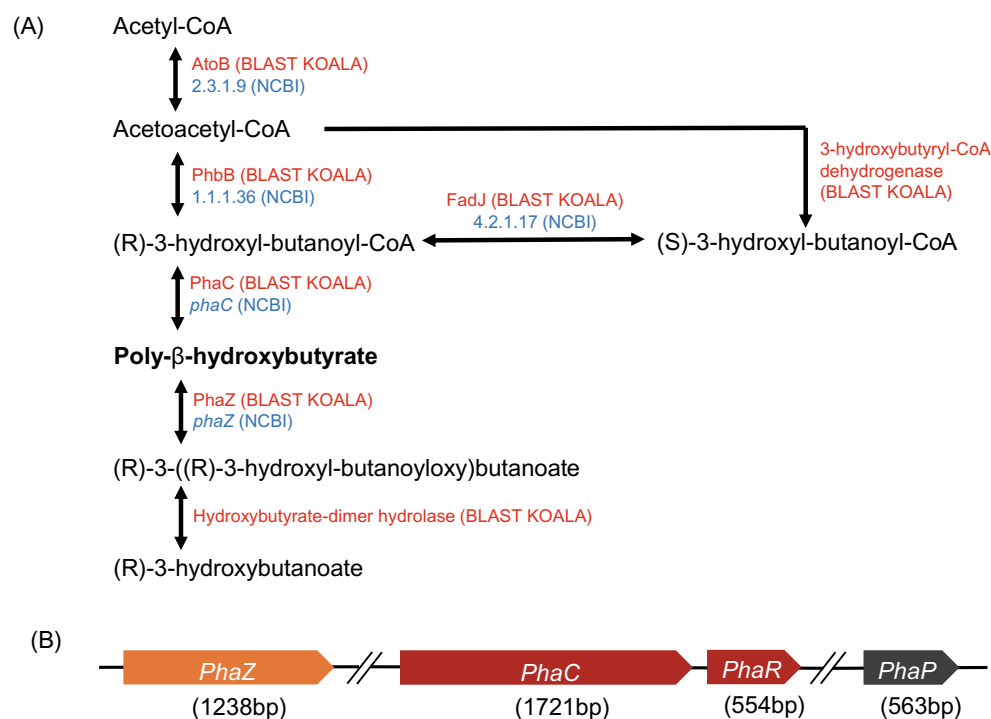 (A)
Acetyl-CoA
AtoB (BLAST KOALA)
2.3.1.9 (NCBI)
Acetoacetyl-CoA
PhbB (BLAST KOALA)
1.1.1.36 (NCBI)
3-hydroxybutyryl-CoA
dehydrogenase
(BLAST KOALA)
FadJ (BLAST KOALA)
4.2.1.17 (NCBI)
(R)-3-hydroxyl-butanoyl-CoA
(S)-3-hydroxyl-butanoyl-CoA
PhaC (BLAST KOALA)
phaC (NCBI)
Poly-β-hydroxybutyrate
PhaZ (BLAST KOALA)
phaZ (NCBI)
(R)-3-((R)-3-hydroxyl-butanoyloxy)butanoate
Hydroxybutyrate-dimer hydrolase (BLAST KOALA)
(R)-3-hydroxybutanoate
(B)
PhaZ
PhaC
PhaR
PhaP
(1238bp)
(1721bp)
(554bp)
(563bp)